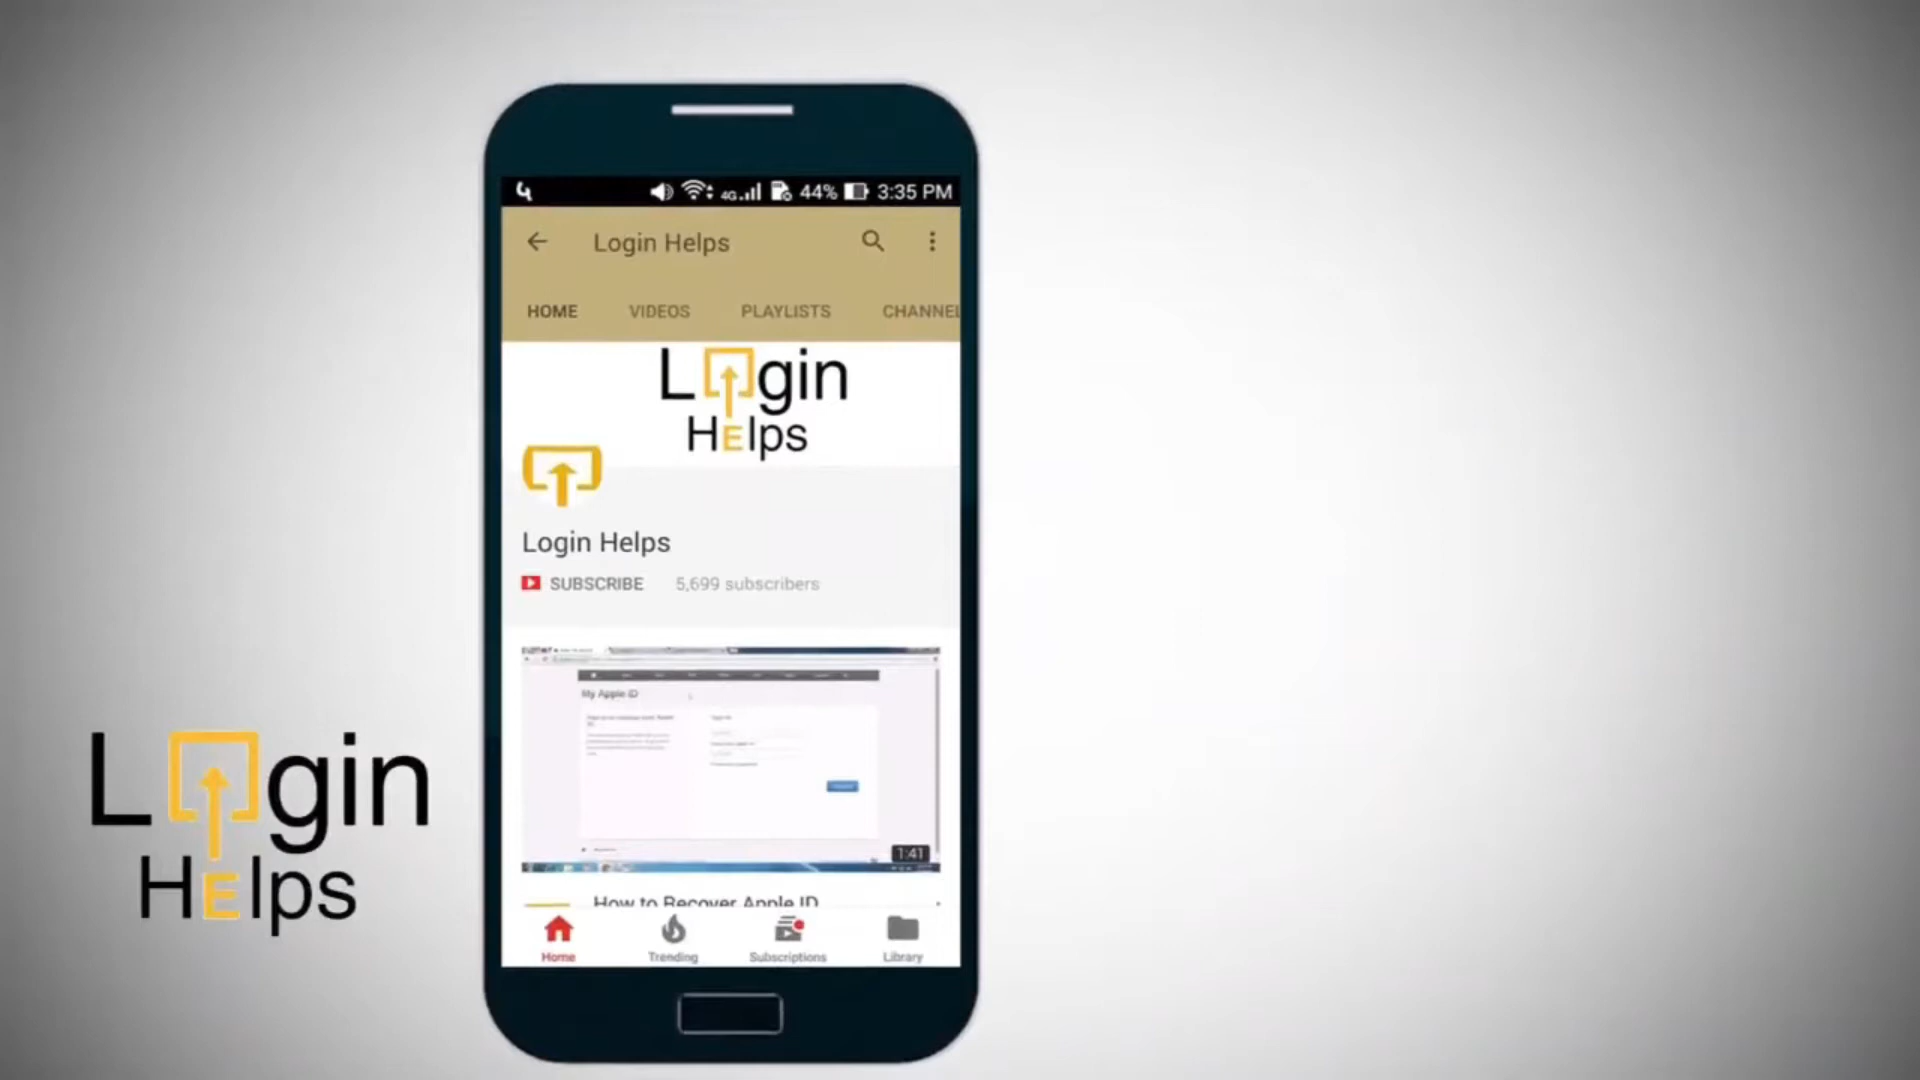 4G 44% 3:35 PM
Login Helps
HOME VIDEOS PLAYLISTS CHANNEL
Login
Helps
Login Helps
SUBSCRIBE 5,699 subscribers
My Apple ID
1:41
How to Recover Apple ID
Home Trending Subscriptions Library
Login
Helps